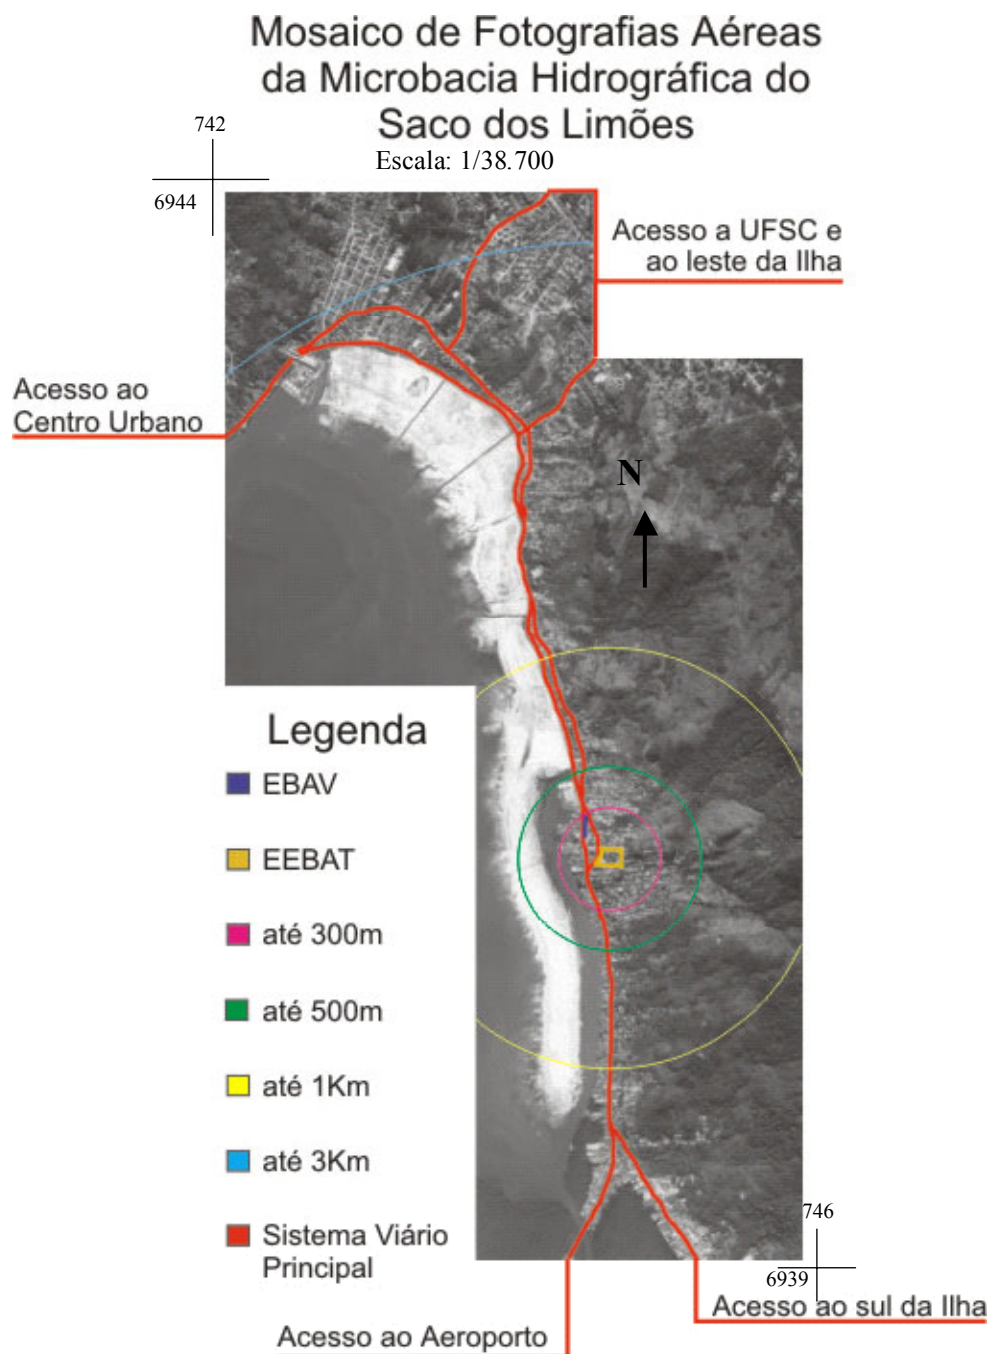 Mosaico de Fotografias Aéreas
da Microbacia Hidrográfica do
Saco dos Limões
Escala: 1/38.700
742
6944
Acesso a UFSC e
ao leste da Ilha
Acesso ao
Centro Urbano
N
Legenda
EBAV
EEBAT
até 300m
até 500m
até 1Km
até 3Km
Sistema Viário
Principal
746
6939
Acesso ao sul da Ilha
Acesso ao Aeroporto